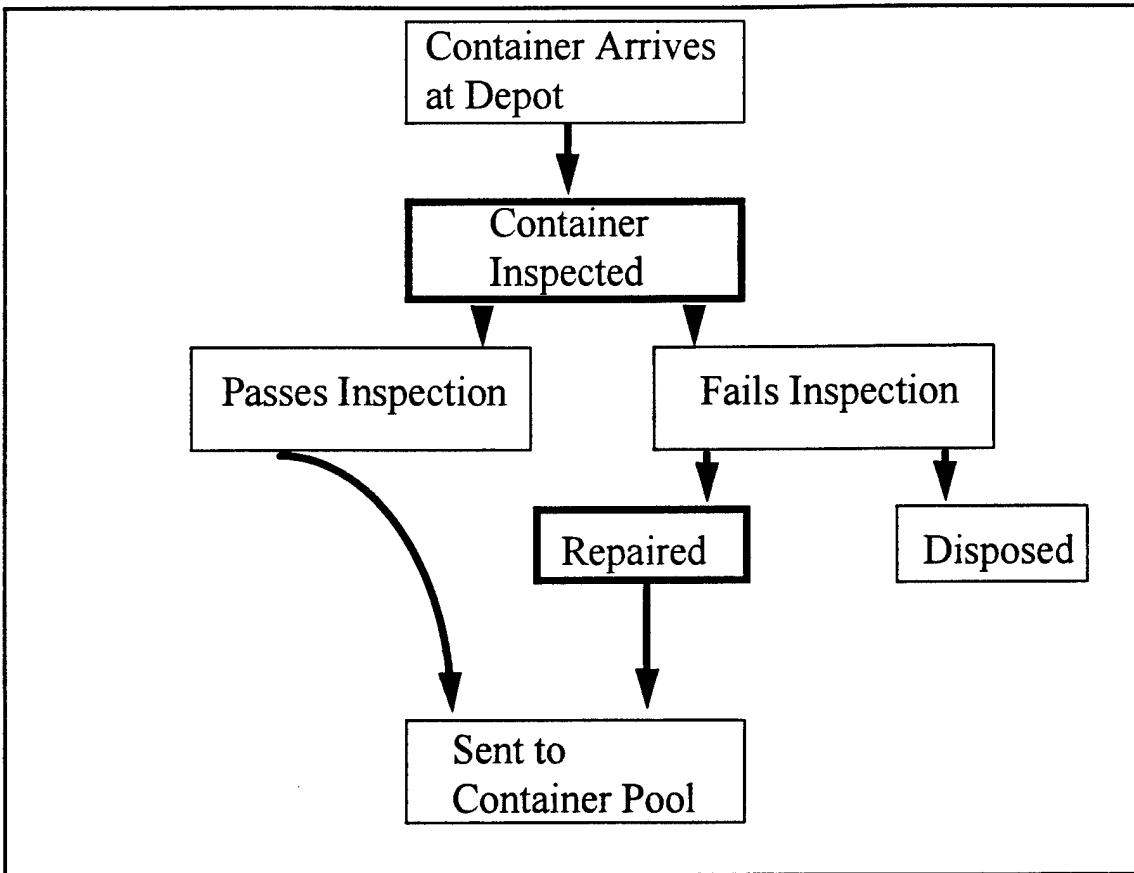 Container Arrives
at Depot
Container
Inspected
Passes Inspection
Fails Inspection
Repaired
Disposed
Sent to
Container Pool